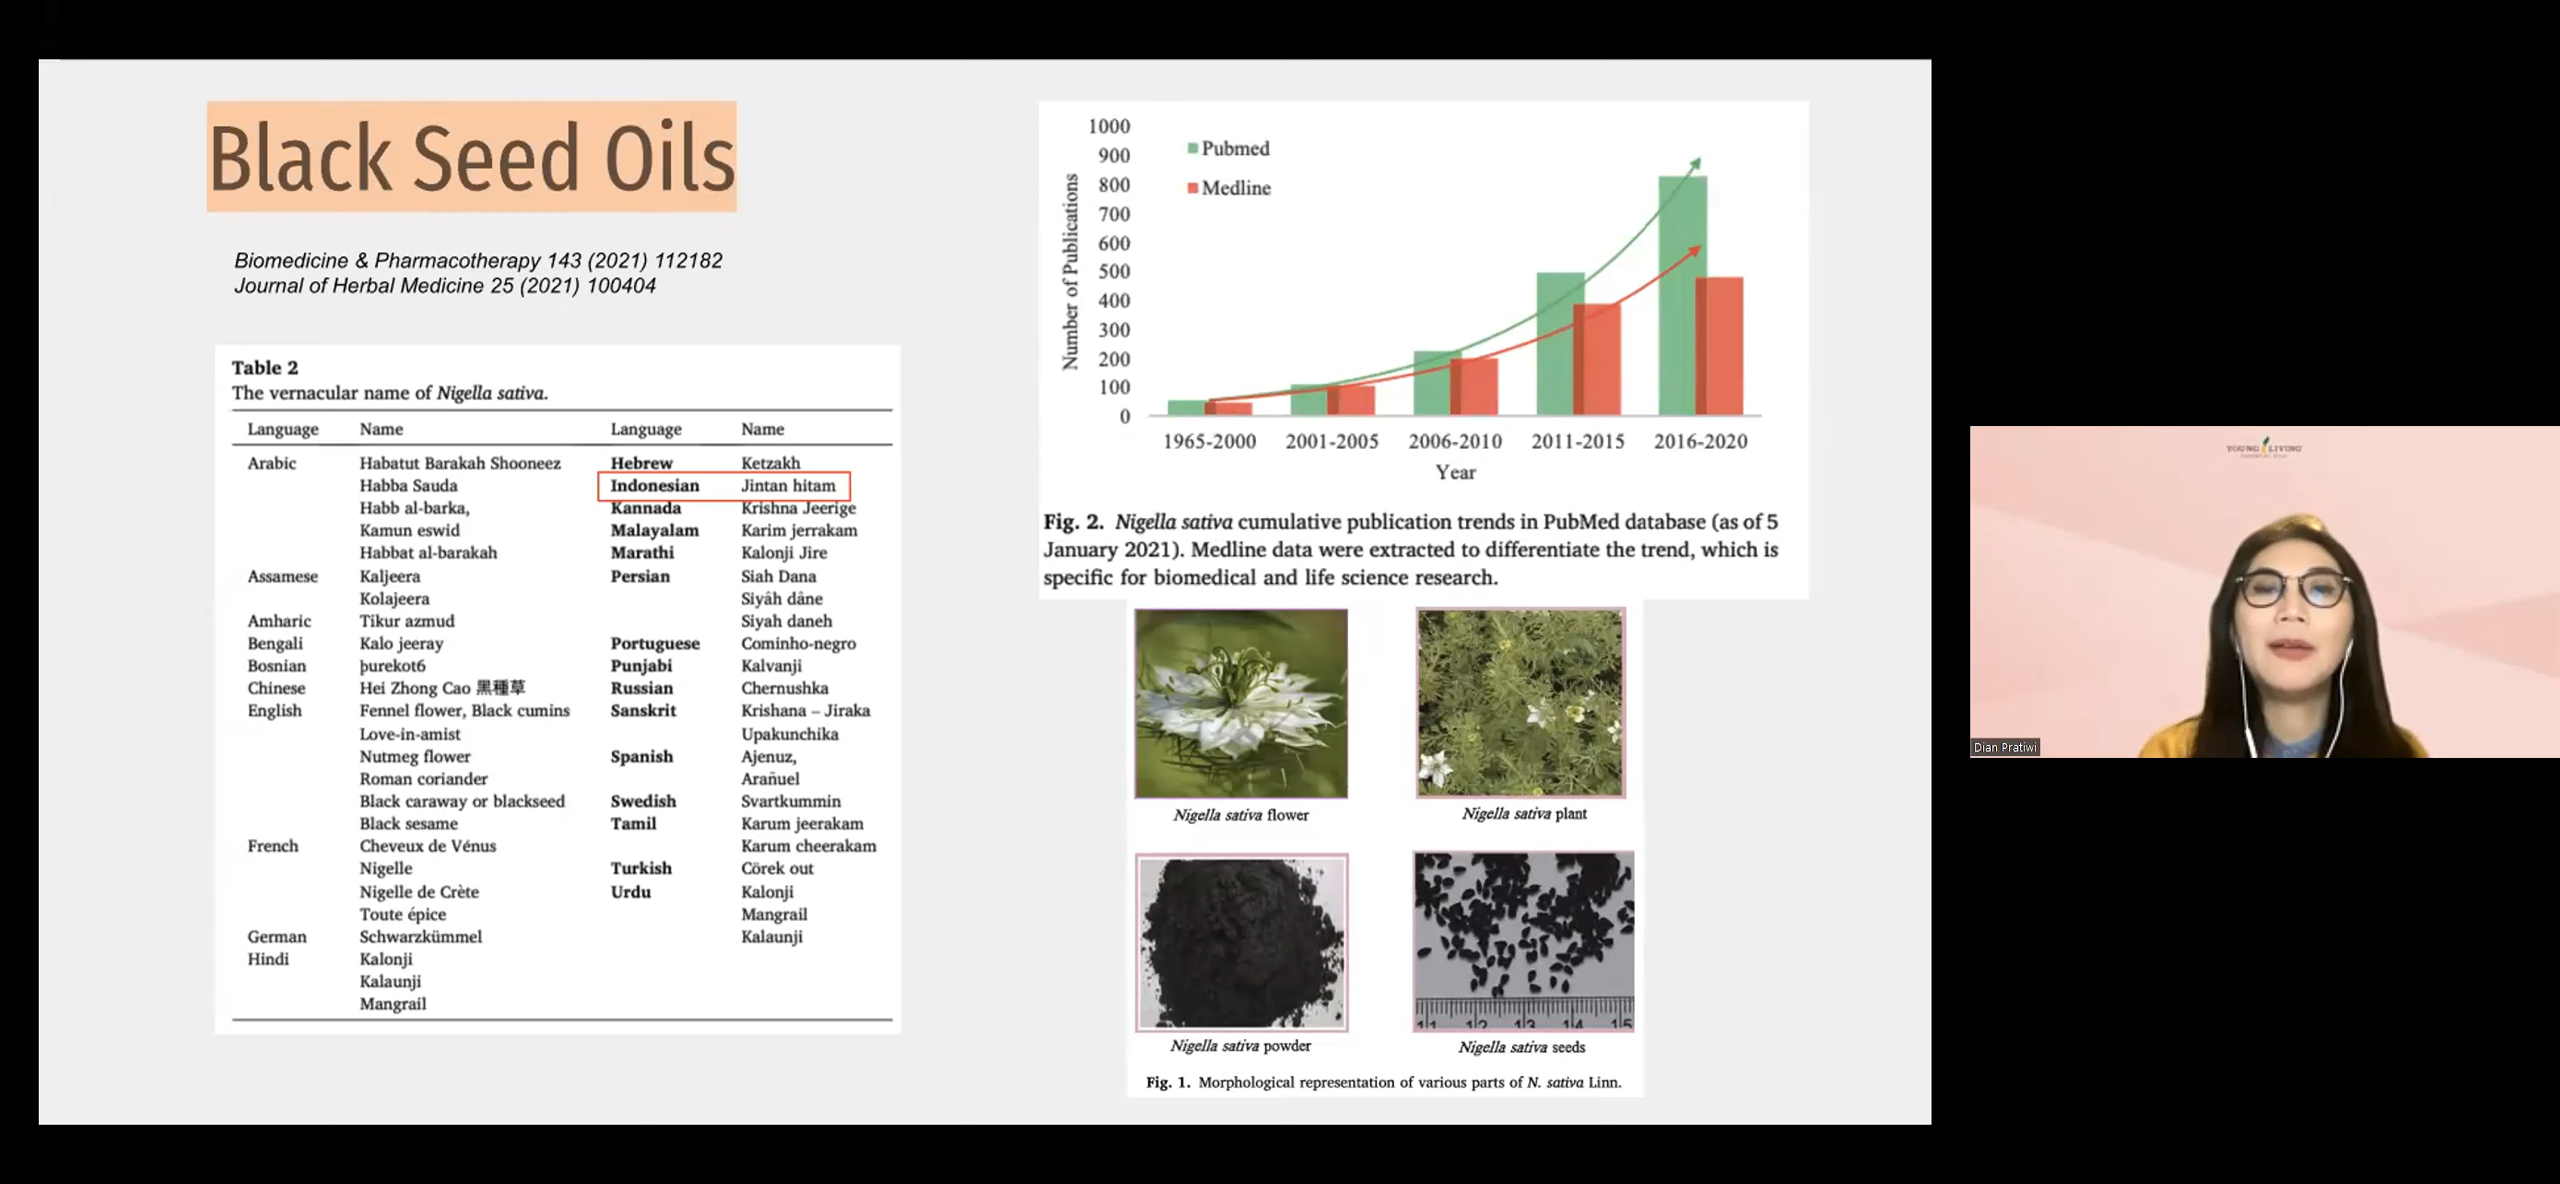 Black Seed Oils
Biomedicine & Pharmacotherapy 143 (2021) 112182
Journal of Herbal Medicine 25 (2021) 100404
Table 2
The vernacular name of Nigella sativa.
Language Name Language Name
Arabic Habatut Barakah Shooneez Hebrew Ketzakh
Habba Sauda Indonesian Jintan hitam
Habb al-barka, Kannada Krishna Jeerige
Kamun eswid Malayalam Karim jerrakam
Habbat al-barakah Marathi Kalonji Jire
Assamese Kaljeera Persian Siah Dana
Kolajeera Siyâh dâne
Amharic Tikur azmud Siyah daneh
Bengali Kalo jeeray Portuguese Cominho-negro
Bosnian þurekot6 Punjabi Kalvanji
Chinese Hei Zhong Cao 黑種草 Russian Chernushka
English Fennel flower, Black cumins Sanskrit Krishana – Jiraka
Love-in-amist Upakunchika
Nutmeg flower Spanish Ajenuz,
Roman coriander Arañuel
Black caraway or blackseed Swedish Svartkummin
Black sesame Tamil Karum jeerakam
French Cheveux de Vénus Karum cheerakam
Nigelle Turkish Cörek out
Nigelle de Crète Urdu Kalonji
Toute épice Mangrail
German Schwarzkümmel Kalaunji
Hindi Kalonji
Kalaunji
Mangrail
Number of Publications
1000
900
800
700
600
500
400
300
200
100
0
Pubmed
Medline
1965-2000 2001-2005 2006-2010 2011-2015 2016-2020
Year
Fig. 2. Nigella sativa cumulative publication trends in PubMed database (as of 5
January 2021). Medline data were extracted to differentiate the trend, which is
specific for biomedical and life science research.
Nigella sativa flower Nigella sativa plant
11 12 13 14 15
Nigella sativa powder Nigella sativa seeds
Fig. 1. Morphological representation of various parts of N. sativa Linn.
YOUNG LIVING
ESSENTIAL OILS
Dian Pratiwi